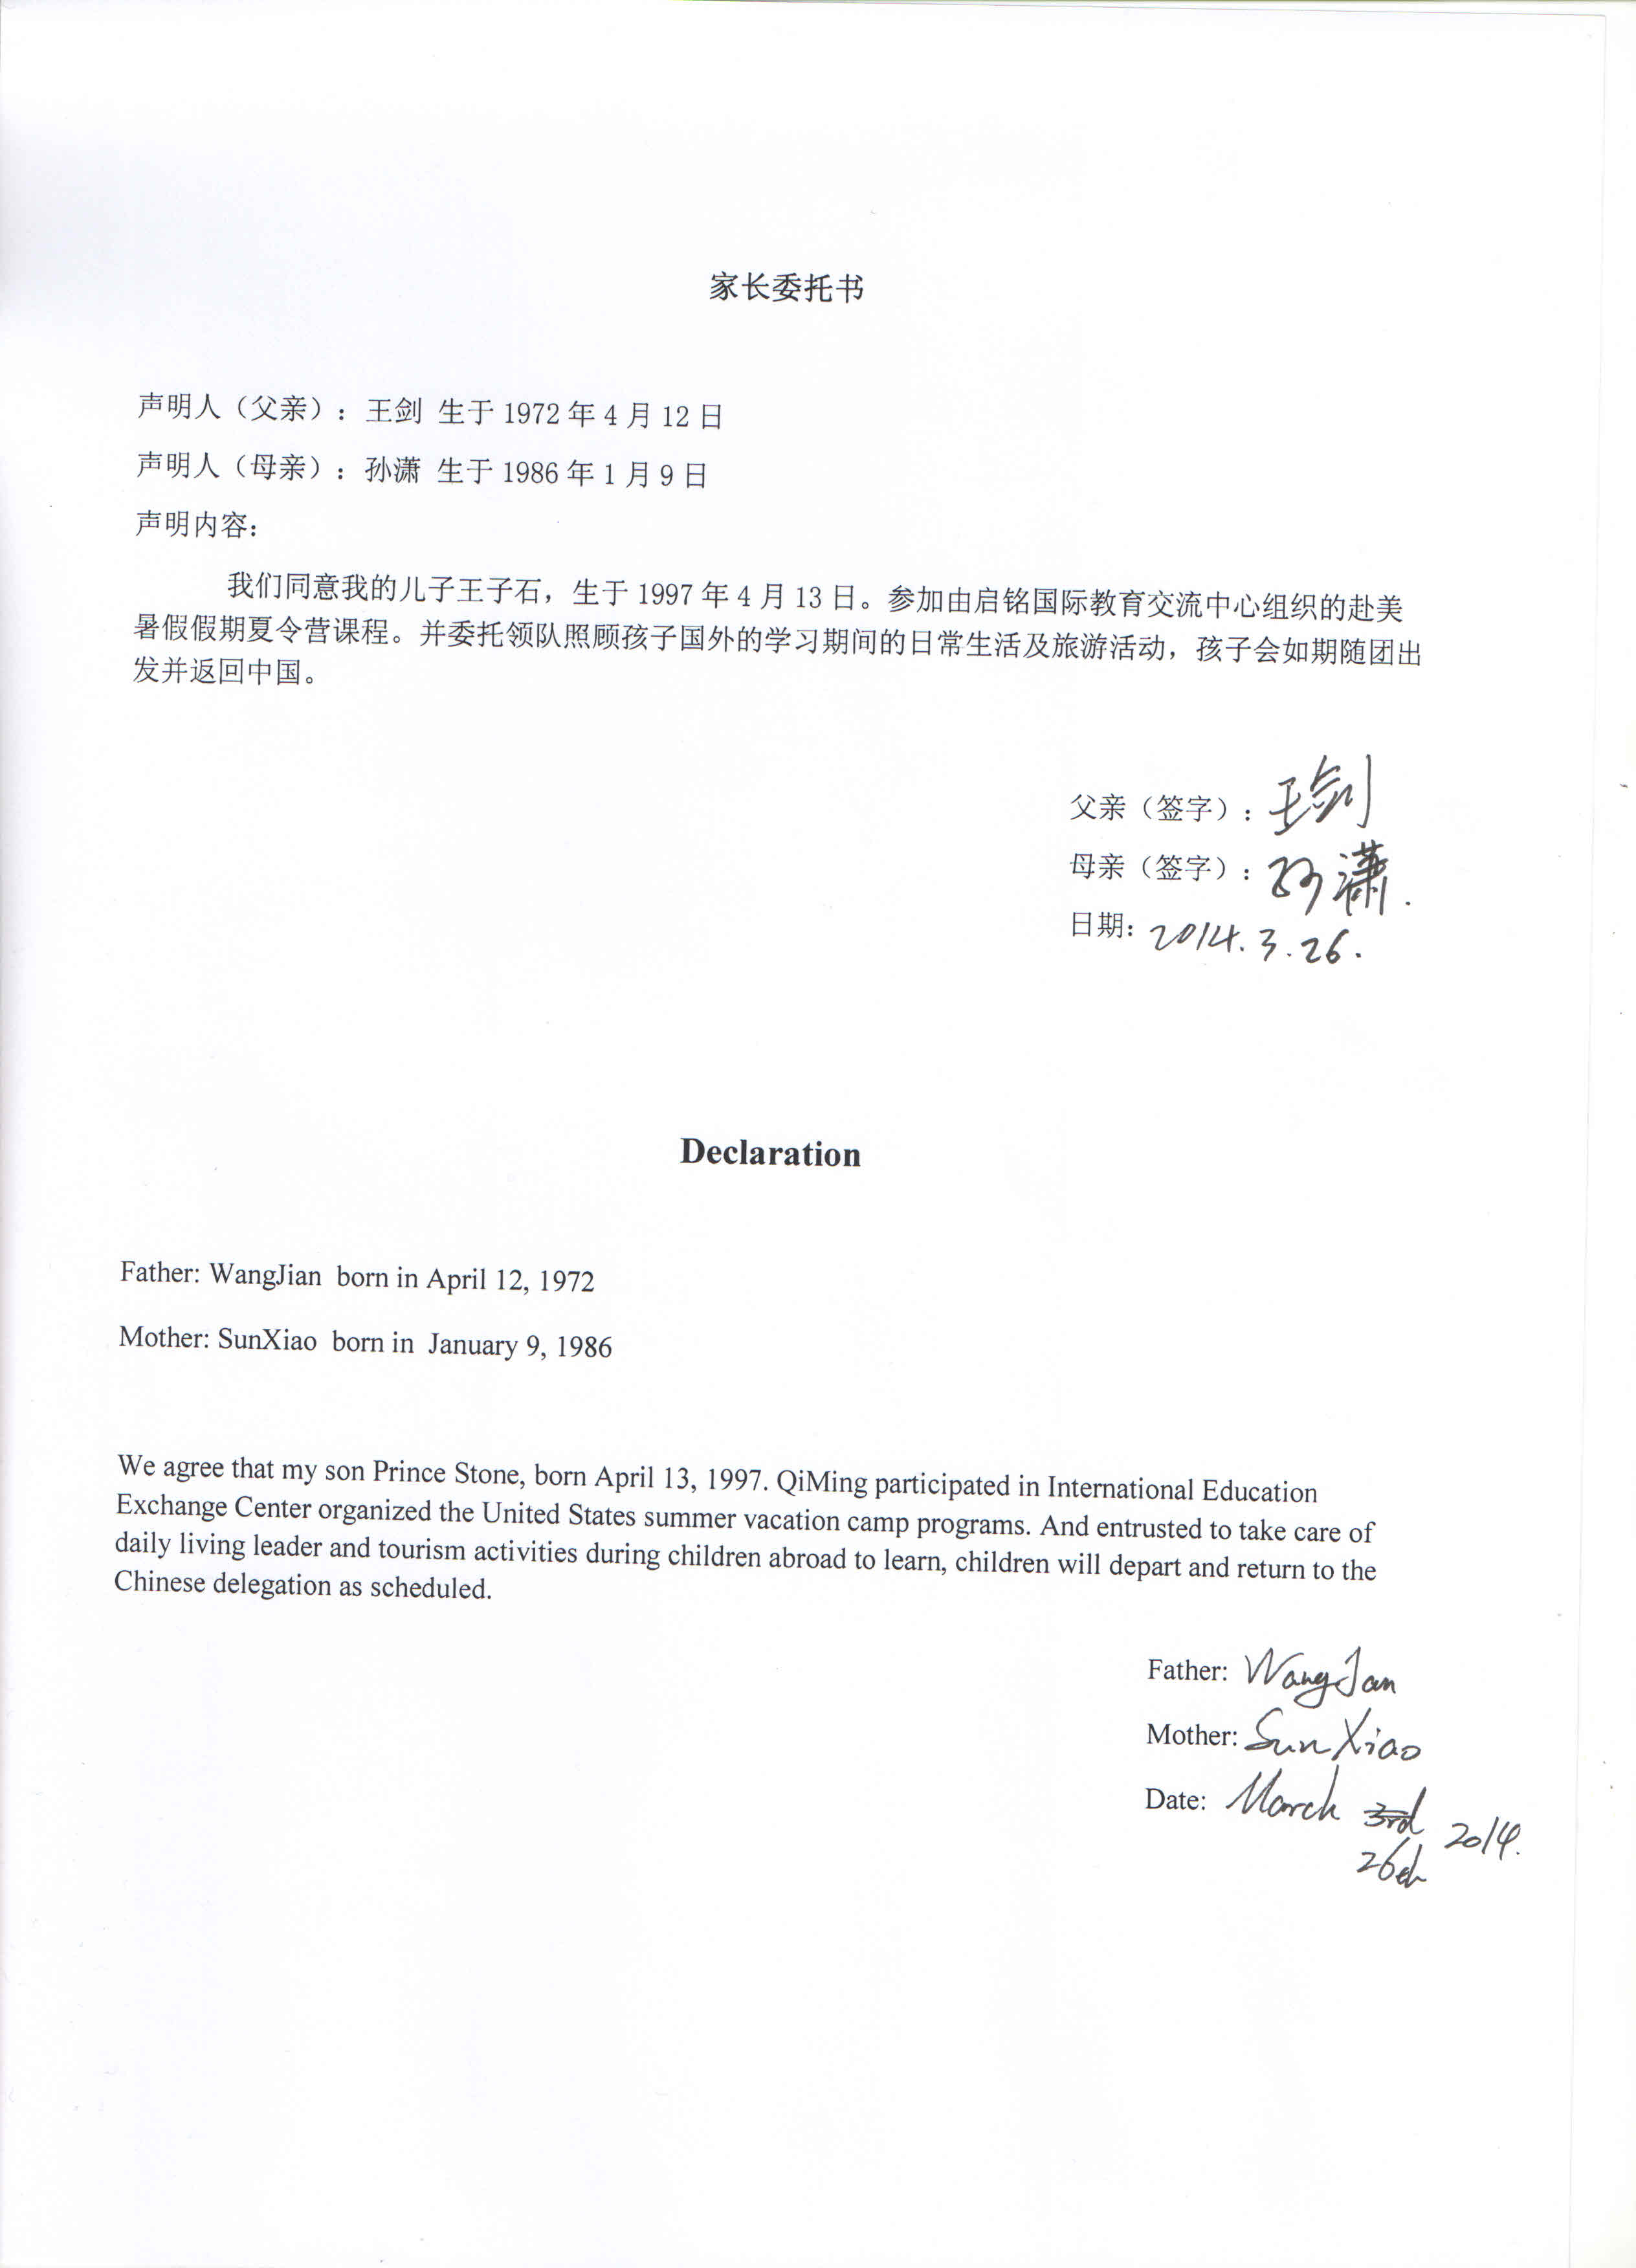 家长委托书
声明人（父亲）：王剑 生于 1972 年 4 月 12 日
声明人（母亲）：孙潇 生于 1986 年 1 月 9 日
声明内容：
我们同意我的儿子王子石，生于 1997 年 4 月 13 日。参加由启铭国际教育交流中心组织的赴美
暑假假期夏令营课程。并委托领队照顾孩子国外的学习期间的日常生活及旅游活动，孩子会如期随团出
发并返回中国。
父亲（签字）：王剑
母亲（签字）：孙潇.
日期：2014.3.26.
Declaration
Father: WangJian born in April 12, 1972
Mother: SunXiao born in January 9, 1986
We agree that my son Prince Stone, born April 13, 1997. QiMing participated in International Education
Exchange Center organized the United States summer vacation camp programs. And entrusted to take care of
daily living leader and tourism activities during children abroad to learn, children will depart and return to the
Chinese delegation as scheduled.
Father: WangJan
Mother: Sun Xiao
Date: March 3rd 2014.
26th